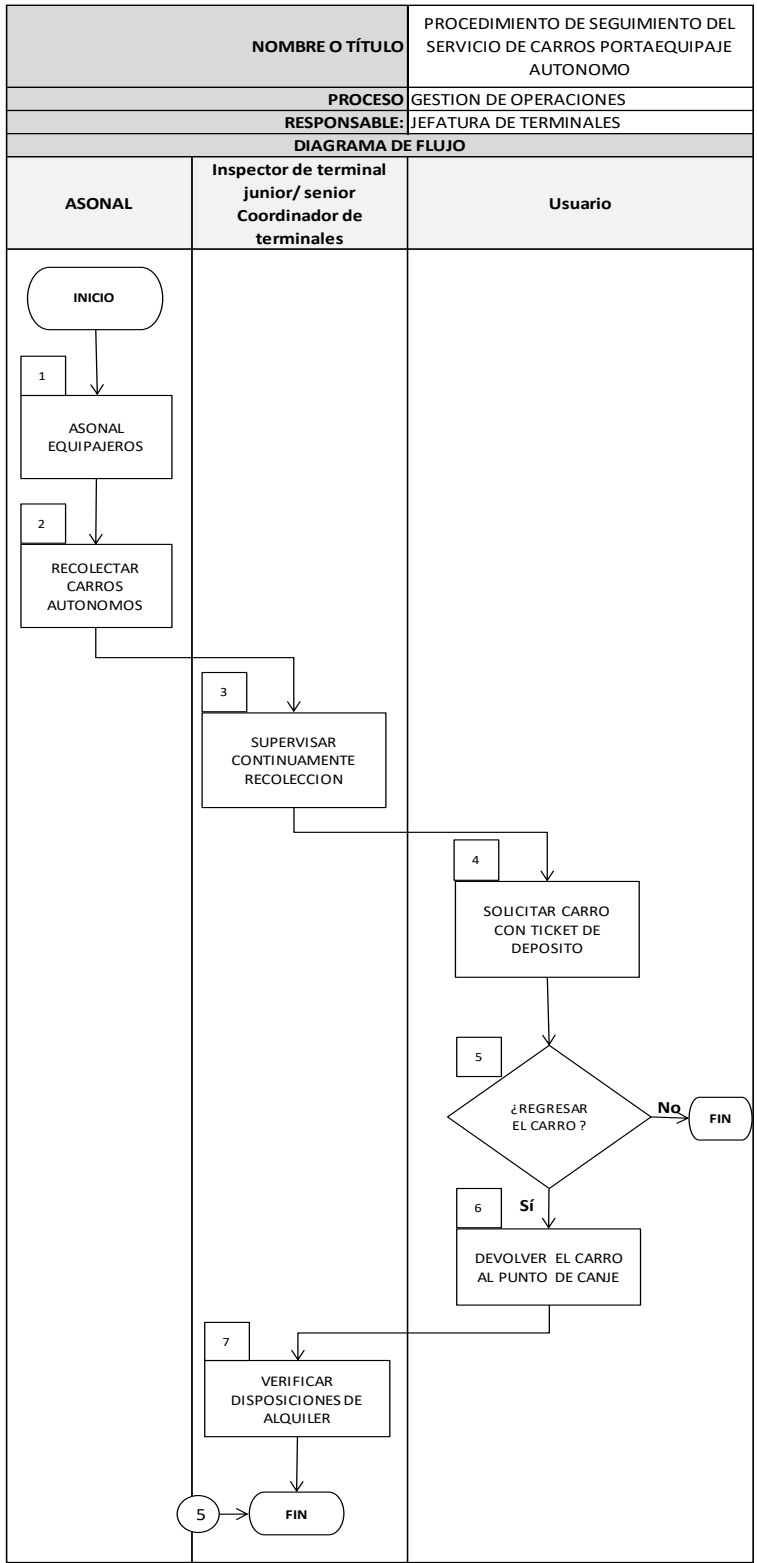 NOMBRE O TÍTULO
PROCEDIMIENTO DE SEGUIMIENTO DEL
SERVICIO DE CARROS PORTAEQUIPAJE
AUTONOMO
PROCESO
GESTION DE OPERACIONES
RESPONSABLE:
JEFATURA DE TERMINALES
DIAGRAMA DE FLUJO
ASONAL
Inspector de terminal
junior/ senior
Coordinador de
terminales
Usuario
INICIO
1
ASONAL
EQUIPAJEROS
2
RECOLECTAR
CARROS
AUTONOMOS
3
SUPERVISAR
CONTINUAMENTE
RECOLECCION
4
SOLICITAR CARRO
CON TICKET DE
DEPOSITO
5
¿REGRESAR
EL CARRO ?
No
FIN
Sí
6
DEVOLVER EL CARRO
AL PUNTO DE CANJE
7
VERIFICAR
DISPOSICIONES DE
ALQUILER
5
FIN